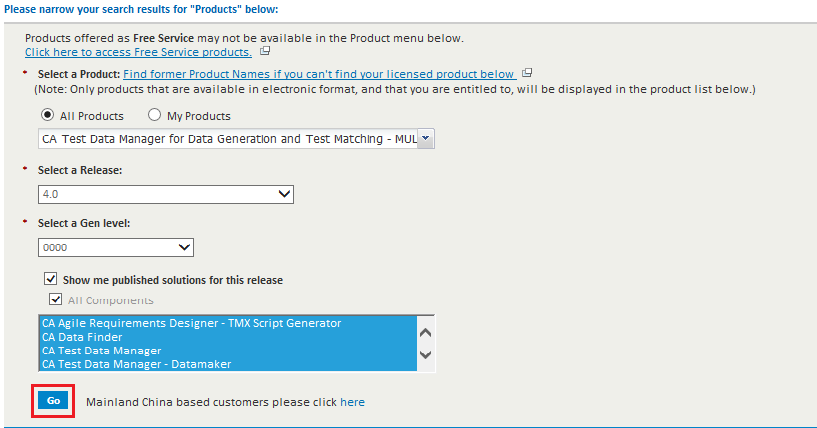 Please narrow your search results for "Products" below:
Products offered as Free Service may not be available in the Product menu below.
Click here to access Free Service products.
* Select a Product: Find former Product Names if you can't find your licensed product below
(Note: Only products that are available in electronic format, and that you are entitled to, will be displayed in the product list below.)
All Products My Products
CA Test Data Manager for Data Generation and Test Matching - MUL
* Select a Release:
4.0
* Select a Gen level:
0000
Show me published solutions for this release
All Components
CA Agile Requirements Designer - TMX Script Generator
CA Data Finder
CA Test Data Manager
CA Test Data Manager - Datamaker
Go Mainland China based customers please click here